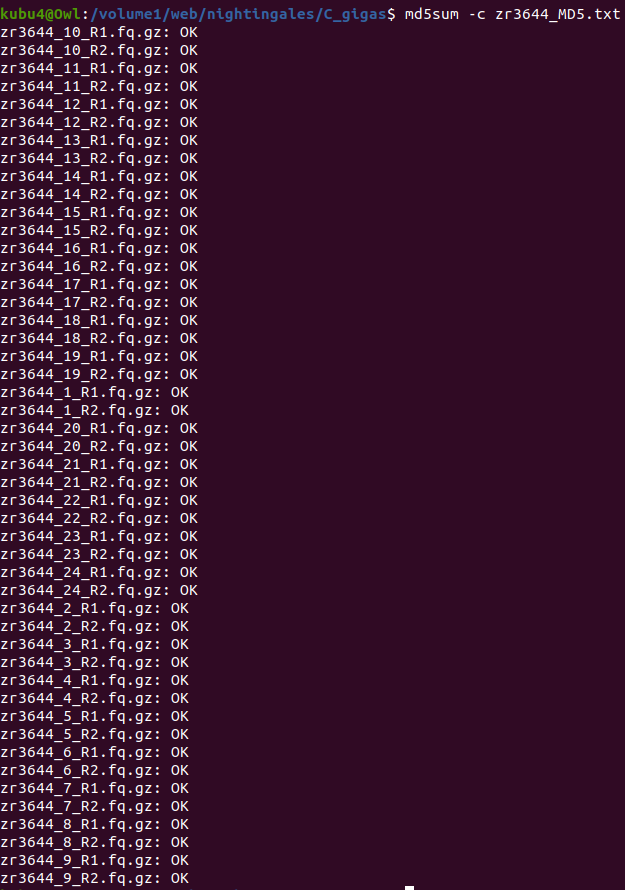 kubu4@Owl:/volume1/web/nightingales/C_gigas$ md5sum -c zr3644_MD5.txt
zr3644_10_R1.fq.gz: OK
zr3644_10_R2.fq.gz: OK
zr3644_11_R1.fq.gz: OK
zr3644_11_R2.fq.gz: OK
zr3644_12_R1.fq.gz: OK
zr3644_12_R2.fq.gz: OK
zr3644_13_R1.fq.gz: OK
zr3644_13_R2.fq.gz: OK
zr3644_14_R1.fq.gz: OK
zr3644_14_R2.fq.gz: OK
zr3644_15_R1.fq.gz: OK
zr3644_15_R2.fq.gz: OK
zr3644_16_R1.fq.gz: OK
zr3644_16_R2.fq.gz: OK
zr3644_17_R1.fq.gz: OK
zr3644_17_R2.fq.gz: OK
zr3644_18_R1.fq.gz: OK
zr3644_18_R2.fq.gz: OK
zr3644_19_R1.fq.gz: OK
zr3644_19_R2.fq.gz: OK
zr3644_1_R1.fq.gz: OK
zr3644_1_R2.fq.gz: OK
zr3644_20_R1.fq.gz: OK
zr3644_20_R2.fq.gz: OK
zr3644_21_R1.fq.gz: OK
zr3644_21_R2.fq.gz: OK
zr3644_22_R1.fq.gz: OK
zr3644_22_R2.fq.gz: OK
zr3644_23_R1.fq.gz: OK
zr3644_23_R2.fq.gz: OK
zr3644_24_R1.fq.gz: OK
zr3644_24_R2.fq.gz: OK
zr3644_2_R1.fq.gz: OK
zr3644_2_R2.fq.gz: OK
zr3644_3_R1.fq.gz: OK
zr3644_3_R2.fq.gz: OK
zr3644_4_R1.fq.gz: OK
zr3644_4_R2.fq.gz: OK
zr3644_5_R1.fq.gz: OK
zr3644_5_R2.fq.gz: OK
zr3644_6_R1.fq.gz: OK
zr3644_6_R2.fq.gz: OK
zr3644_7_R1.fq.gz: OK
zr3644_7_R2.fq.gz: OK
zr3644_8_R1.fq.gz: OK
zr3644_8_R2.fq.gz: OK
zr3644_9_R1.fq.gz: OK
zr3644_9_R2.fq.gz: OK